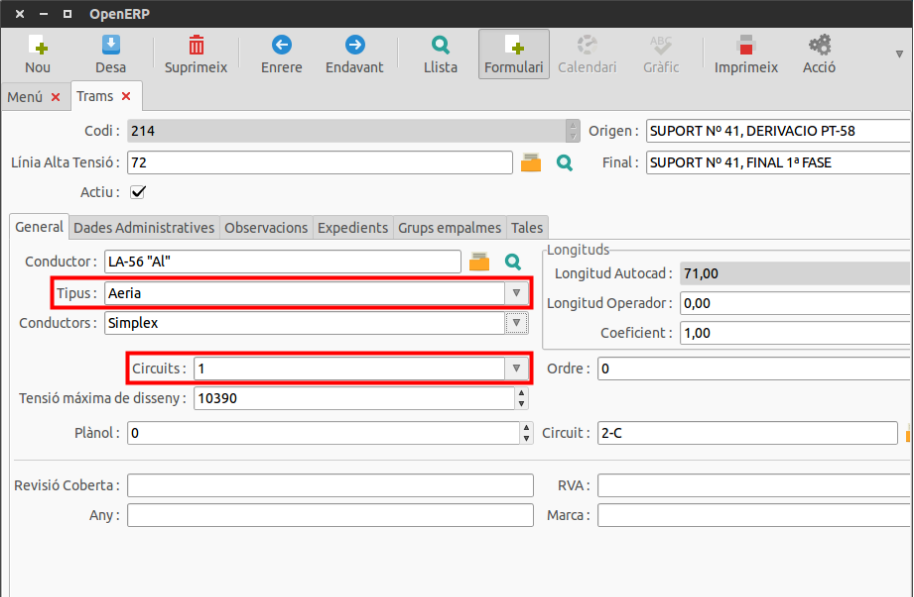 OpenERP
Nou Desa Suprimeix Enrere Endavant Llista Formulari Calendari Gràfic Imprimeix Acció
Menú Trams
Codi : 214 Origen : SUPORT Nº 41, DERIVACIO PT-58
Línia Alta Tensió : 72 Final : SUPORT Nº 41, FINAL 1ª FASE
Actiu :
General Dades Administratives Observacions Expedients Grups empalmes Tales
Conductor : LA-56 "Al" Longituds
Longitud Autocad : 71,00
Tipus : Aeria
Longitud Operador : 0,00
Conductors : Simplex
Coeficient : 1,00
Circuits : 1 Ordre : 0
Tensió máxima de disseny : 10390
Plànol : 0 Circuit : 2-C
Revisió Coberta : RVA :
Any : Marca :